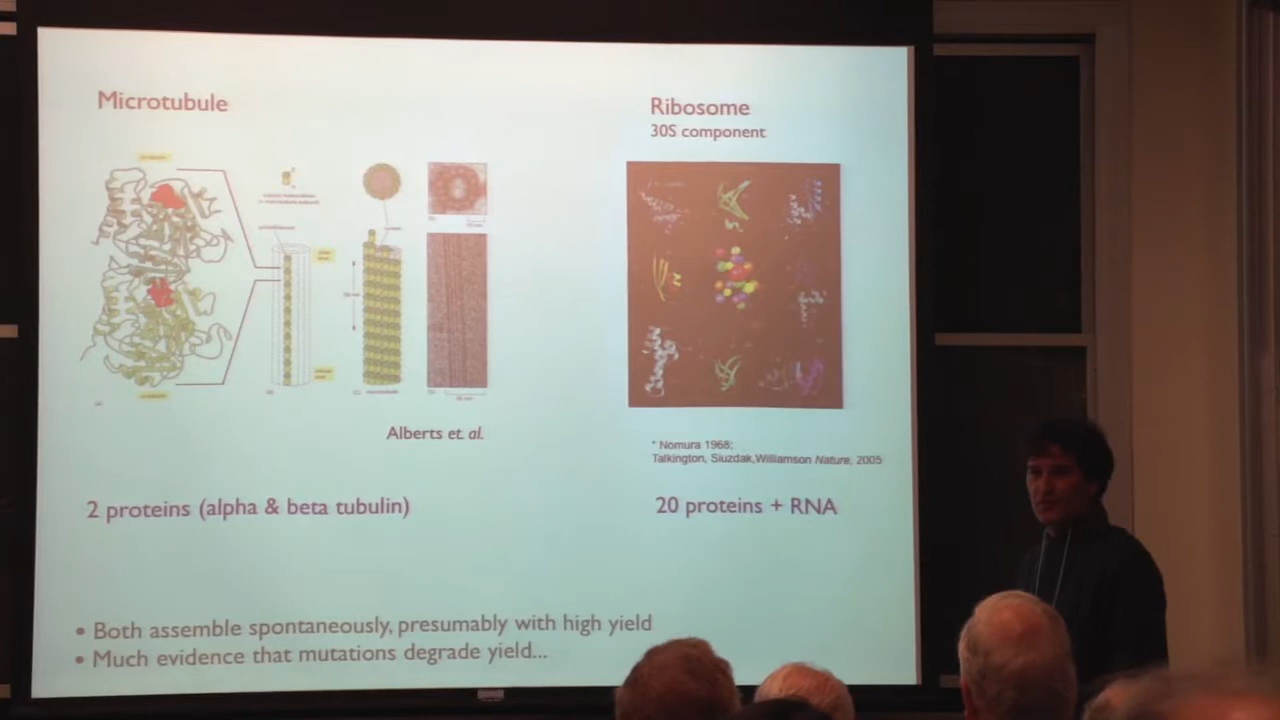 Microtubule
Ribosome
30S component
Alberts et. al.
* Nomura 1968;
Talkington, Siuzdak,Williamson Nature, 2005
2 proteins (alpha & beta tubulin)
20 proteins + RNA
• Both assemble spontaneously, presumably with high yield
• Much evidence that mutations degrade yield...